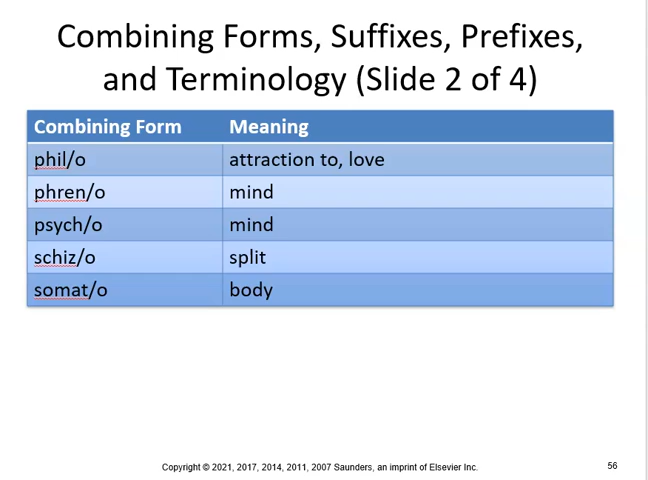 Combining Forms, Suffixes, Prefixes,
and Terminology (Slide 2 of 4)
Combining Form Meaning
phil/o attraction to, love
phren/o mind
psych/o mind
schiz/o split
somat/o body
Copyright © 2021, 2017, 2014, 2011, 2007 Saunders, an imprint of Elsevier Inc. 56